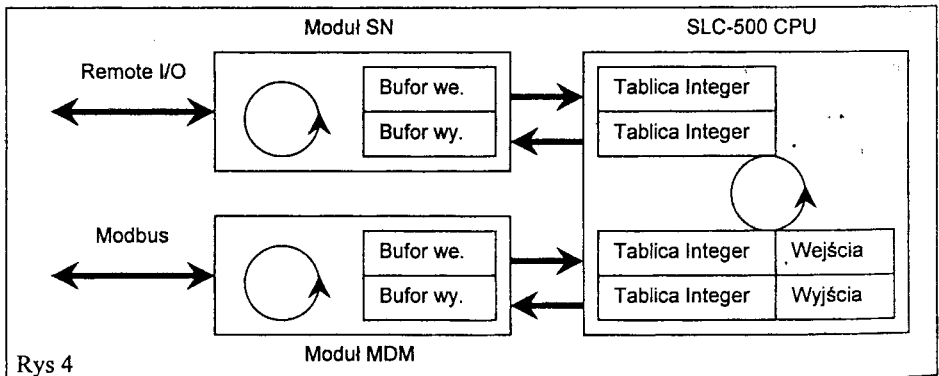 Moduł SN
SLC-500 CPU
Remote I/O
Bufor we.
Bufor wy.
Tablica Integer
Tablica Integer
Modbus
Bufor we.
Bufor wy.
Tablica Integer
Wejścia
Tablica Integer
Wyjścia
Moduł MDM
Rys 4